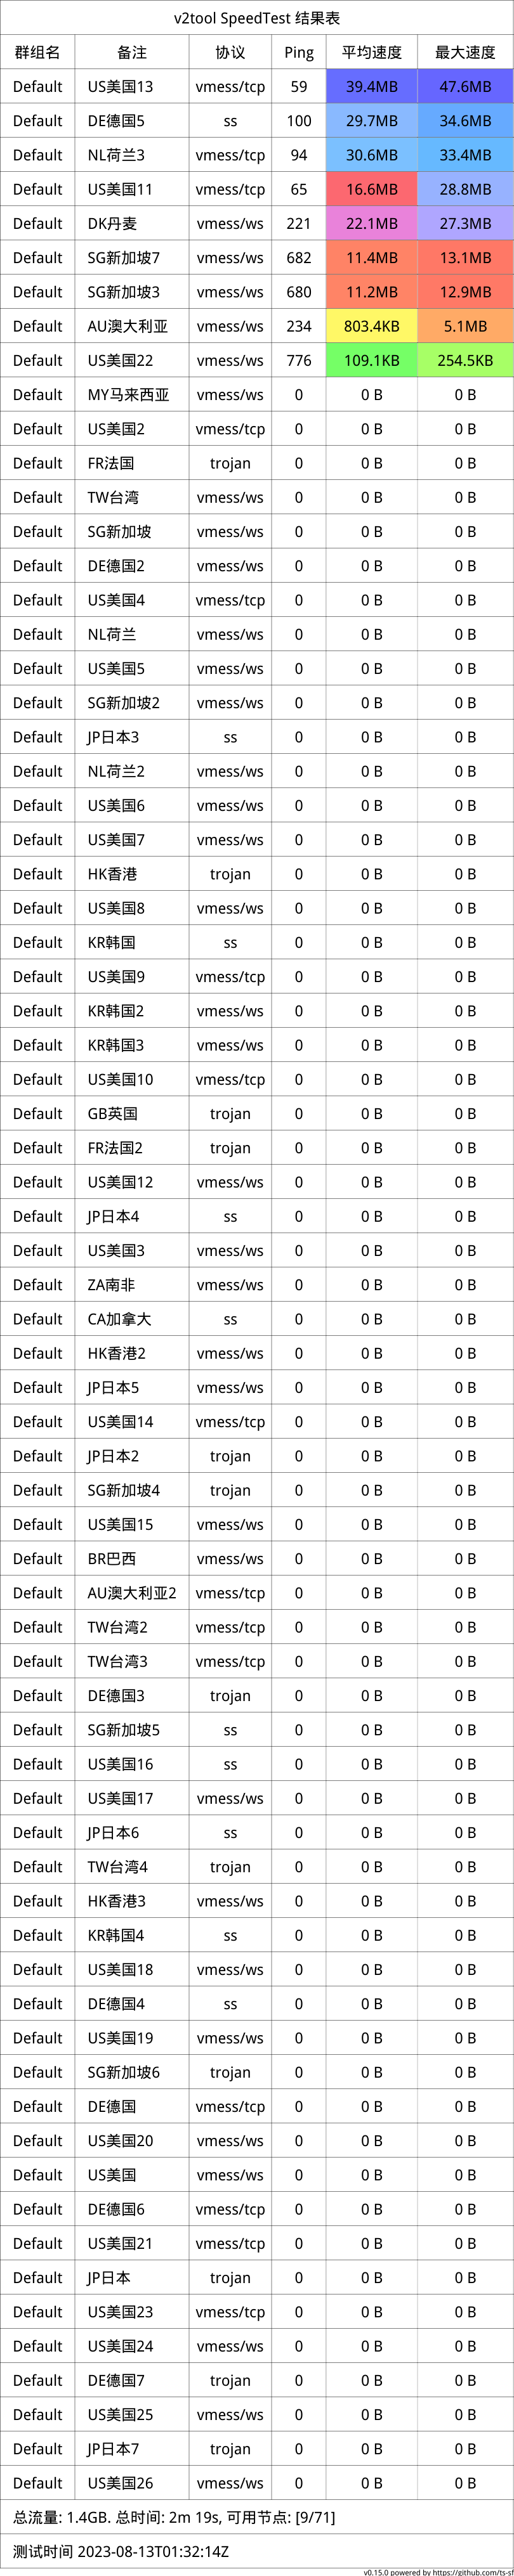 v2tool SpeedTest 结果表
群组名 备注 协议 Ping 平均速度 最大速度
Default US美国13 vmess/tcp 59 39.4MB 47.6MB
Default DE德国5 ss 100 29.7MB 34.6MB
Default NL荷兰3 vmess/tcp 94 30.6MB 33.4MB
Default US美国11 vmess/tcp 65 16.6MB 28.8MB
Default DK丹麦 vmess/ws 221 22.1MB 27.3MB
Default SG新加坡7 vmess/ws 682 11.4MB 13.1MB
Default SG新加坡3 vmess/ws 680 11.2MB 12.9MB
Default AU澳大利亚 vmess/ws 234 803.4KB 5.1MB
Default US美国22 vmess/ws 776 109.1KB 254.5KB
Default MY马来西亚 vmess/ws 0 0 B 0 B
Default US美国2 vmess/tcp 0 0 B 0 B
Default FR法国 trojan 0 0 B 0 B
Default TW台湾 vmess/ws 0 0 B 0 B
Default SG新加坡 vmess/ws 0 0 B 0 B
Default DE德国2 vmess/ws 0 0 B 0 B
Default US美国4 vmess/tcp 0 0 B 0 B
Default NL荷兰 vmess/ws 0 0 B 0 B
Default US美国5 vmess/ws 0 0 B 0 B
Default SG新加坡2 vmess/ws 0 0 B 0 B
Default JP日本3 ss 0 0 B 0 B
Default NL荷兰2 vmess/ws 0 0 B 0 B
Default US美国6 vmess/ws 0 0 B 0 B
Default US美国7 vmess/ws 0 0 B 0 B
Default HK香港 trojan 0 0 B 0 B
Default US美国8 vmess/ws 0 0 B 0 B
Default KR韩国 ss 0 0 B 0 B
Default US美国9 vmess/tcp 0 0 B 0 B
Default KR韩国2 vmess/ws 0 0 B 0 B
Default KR韩国3 vmess/ws 0 0 B 0 B
Default US美国10 vmess/tcp 0 0 B 0 B
Default GB英国 trojan 0 0 B 0 B
Default FR法国2 trojan 0 0 B 0 B
Default US美国12 vmess/ws 0 0 B 0 B
Default JP日本4 ss 0 0 B 0 B
Default US美国3 vmess/ws 0 0 B 0 B
Default ZA南非 vmess/ws 0 0 B 0 B
Default CA加拿大 ss 0 0 B 0 B
Default HK香港2 vmess/ws 0 0 B 0 B
Default JP日本5 vmess/ws 0 0 B 0 B
Default US美国14 vmess/tcp 0 0 B 0 B
Default JP日本2 trojan 0 0 B 0 B
Default SG新加坡4 trojan 0 0 B 0 B
Default US美国15 vmess/ws 0 0 B 0 B
Default BR巴西 vmess/ws 0 0 B 0 B
Default AU澳大利亚2 vmess/tcp 0 0 B 0 B
Default TW台湾2 vmess/tcp 0 0 B 0 B
Default TW台湾3 vmess/tcp 0 0 B 0 B
Default DE德国3 trojan 0 0 B 0 B
Default SG新加坡5 ss 0 0 B 0 B
Default US美国16 ss 0 0 B 0 B
Default US美国17 vmess/ws 0 0 B 0 B
Default JP日本6 ss 0 0 B 0 B
Default TW台湾4 trojan 0 0 B 0 B
Default HK香港3 vmess/ws 0 0 B 0 B
Default KR韩国4 ss 0 0 B 0 B
Default US美国18 vmess/ws 0 0 B 0 B
Default DE德国4 ss 0 0 B 0 B
Default US美国19 vmess/ws 0 0 B 0 B
Default SG新加坡6 trojan 0 0 B 0 B
Default DE德国 vmess/tcp 0 0 B 0 B
Default US美国20 vmess/ws 0 0 B 0 B
Default US美国 vmess/ws 0 0 B 0 B
Default DE德国6 vmess/tcp 0 0 B 0 B
Default US美国21 vmess/tcp 0 0 B 0 B
Default JP日本 trojan 0 0 B 0 B
Default US美国23 vmess/tcp 0 0 B 0 B
Default US美国24 vmess/ws 0 0 B 0 B
Default DE德国7 trojan 0 0 B 0 B
Default US美国25 vmess/ws 0 0 B 0 B
Default JP日本7 trojan 0 0 B 0 B
Default US美国26 vmess/ws 0 0 B 0 B
总流量: 1.4GB. 总时间: 2m 19s, 可用节点: [9/71]
测试时间 2023-08-13T01:32:14Z
v0.15.0 powered by https://github.com/ts-sf